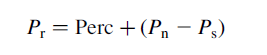 Pr = Perc + (Pn − Ps)